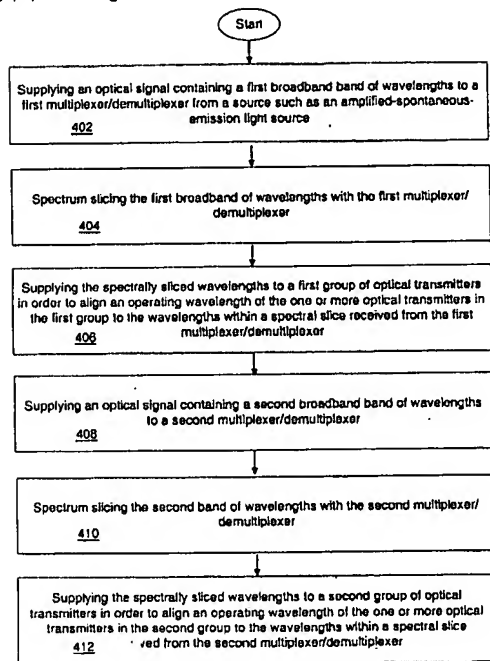 Start
Supplying an optical signal containing a first broadband band of wavelengths to a
first multiplexer/demultiplexer from a source such as an amplified-spontaneous-
emission light source
402
Spectrum slicing the first broadband of wavelengths with the first multiplexer/
demultiplexer
404
Supplying the spectrally sliced wavelengths to a first group of optical transmitters
in order to align an operating wavelength of the one or more optical transmitters in
the first group to the wavelengths within a spectral slice received from the first
multiplexer/demultiplexer
406
Supplying an optical signal containing a second broadband band of wavelengths
to a second multiplexer/demultiplexer
408
Spectrum slicing the second band of wavelengths with the second multiplexer/
demultiplexer
410
Supplying the spectrally sliced wavelengths to a second group of optical
transmitters in order to align an operating wavelength of the one or more optical
transmitters in the second group to the wavelengths within a spectral slice
ved from the second multiplexer/demultiplexer
412